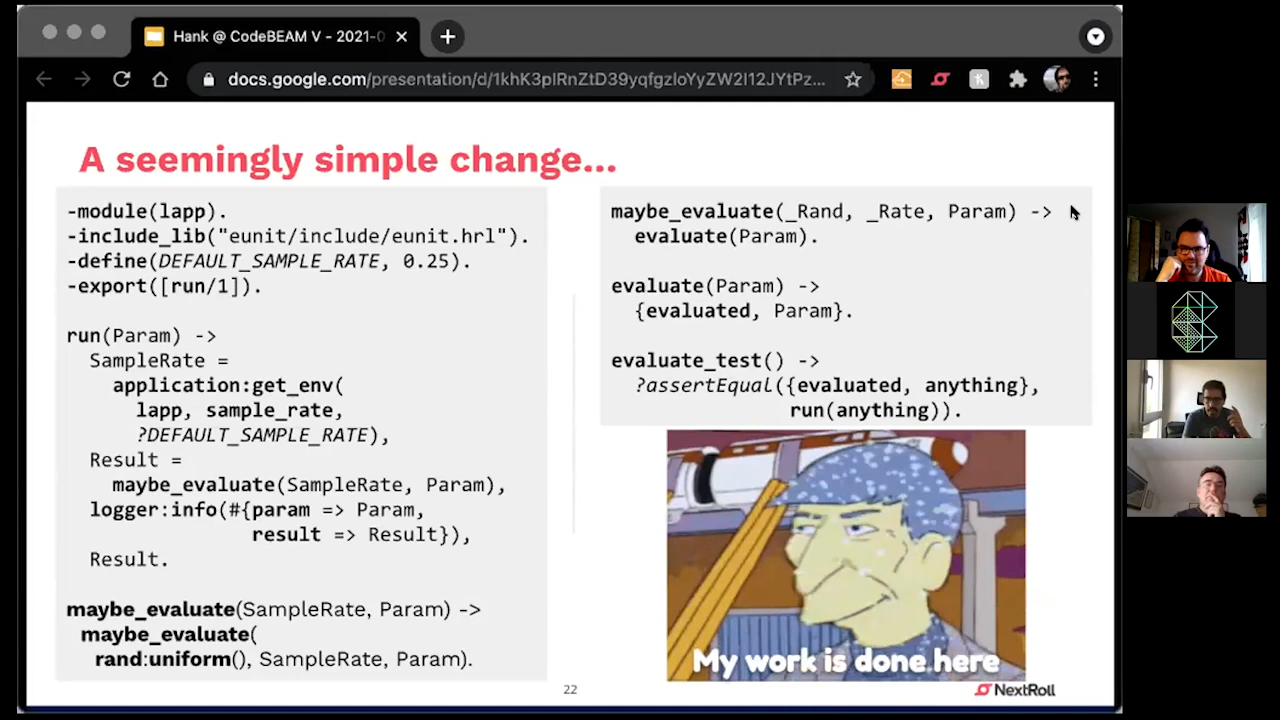 Hank @ CodeBEAM V - 2021-0
docs.google.com/presentation/d/1khK3plRnZtD39yqfgzloYyZW2l12JYtPz...
A seemingly simple change...
-module(lapp).
-include_lib("eunit/include/eunit.hrl").
-define(DEFAULT_SAMPLE_RATE, 0.25).
-export([run/1]).
run(Param) ->
SampleRate =
application:get_env(
lapp, sample_rate,
?DEFAULT_SAMPLE_RATE),
Result =
maybe_evaluate(SampleRate, Param),
logger:info(#{param => Param,
result => Result}),
Result.
maybe_evaluate(SampleRate, Param) ->
maybe_evaluate(
rand:uniform(), SampleRate, Param).
maybe_evaluate(_Rand, _Rate, Param) ->
evaluate(Param).
evaluate(Param) ->
{evaluated, Param}.
evaluate_test() ->
?assertEqual({evaluated, anything},
run(anything)).
My work is done here
22
NextRoll